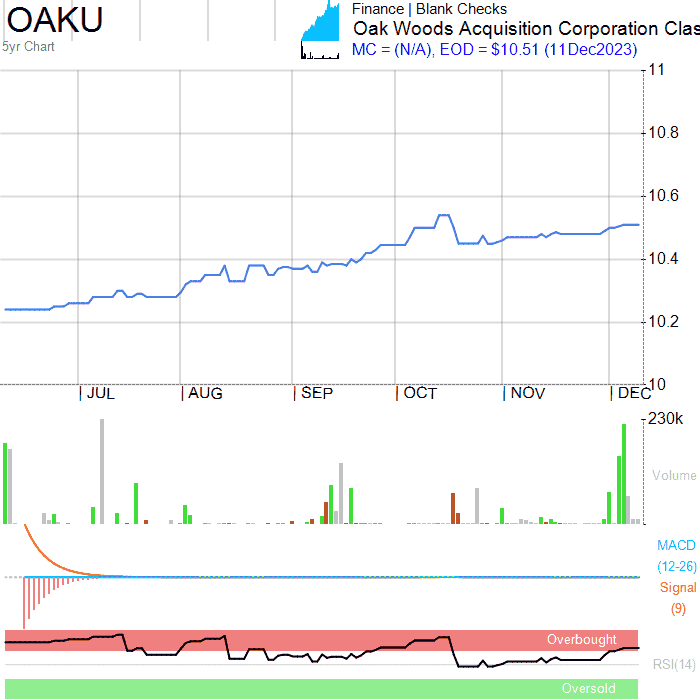 OAKU
5yr Chart
Finance | Blank Checks
Oak Woods Acquisition Corporation Clas
MC = (N/A), EOD = $10.51 (11Dec2023)
11
10.8
10.6
10.4
10.2
10
JUL AUG SEP OCT NOV DEC
230k
Volume
MACD
(12-26)
Signal
(9)
Overbought
RSI(14)
Oversold